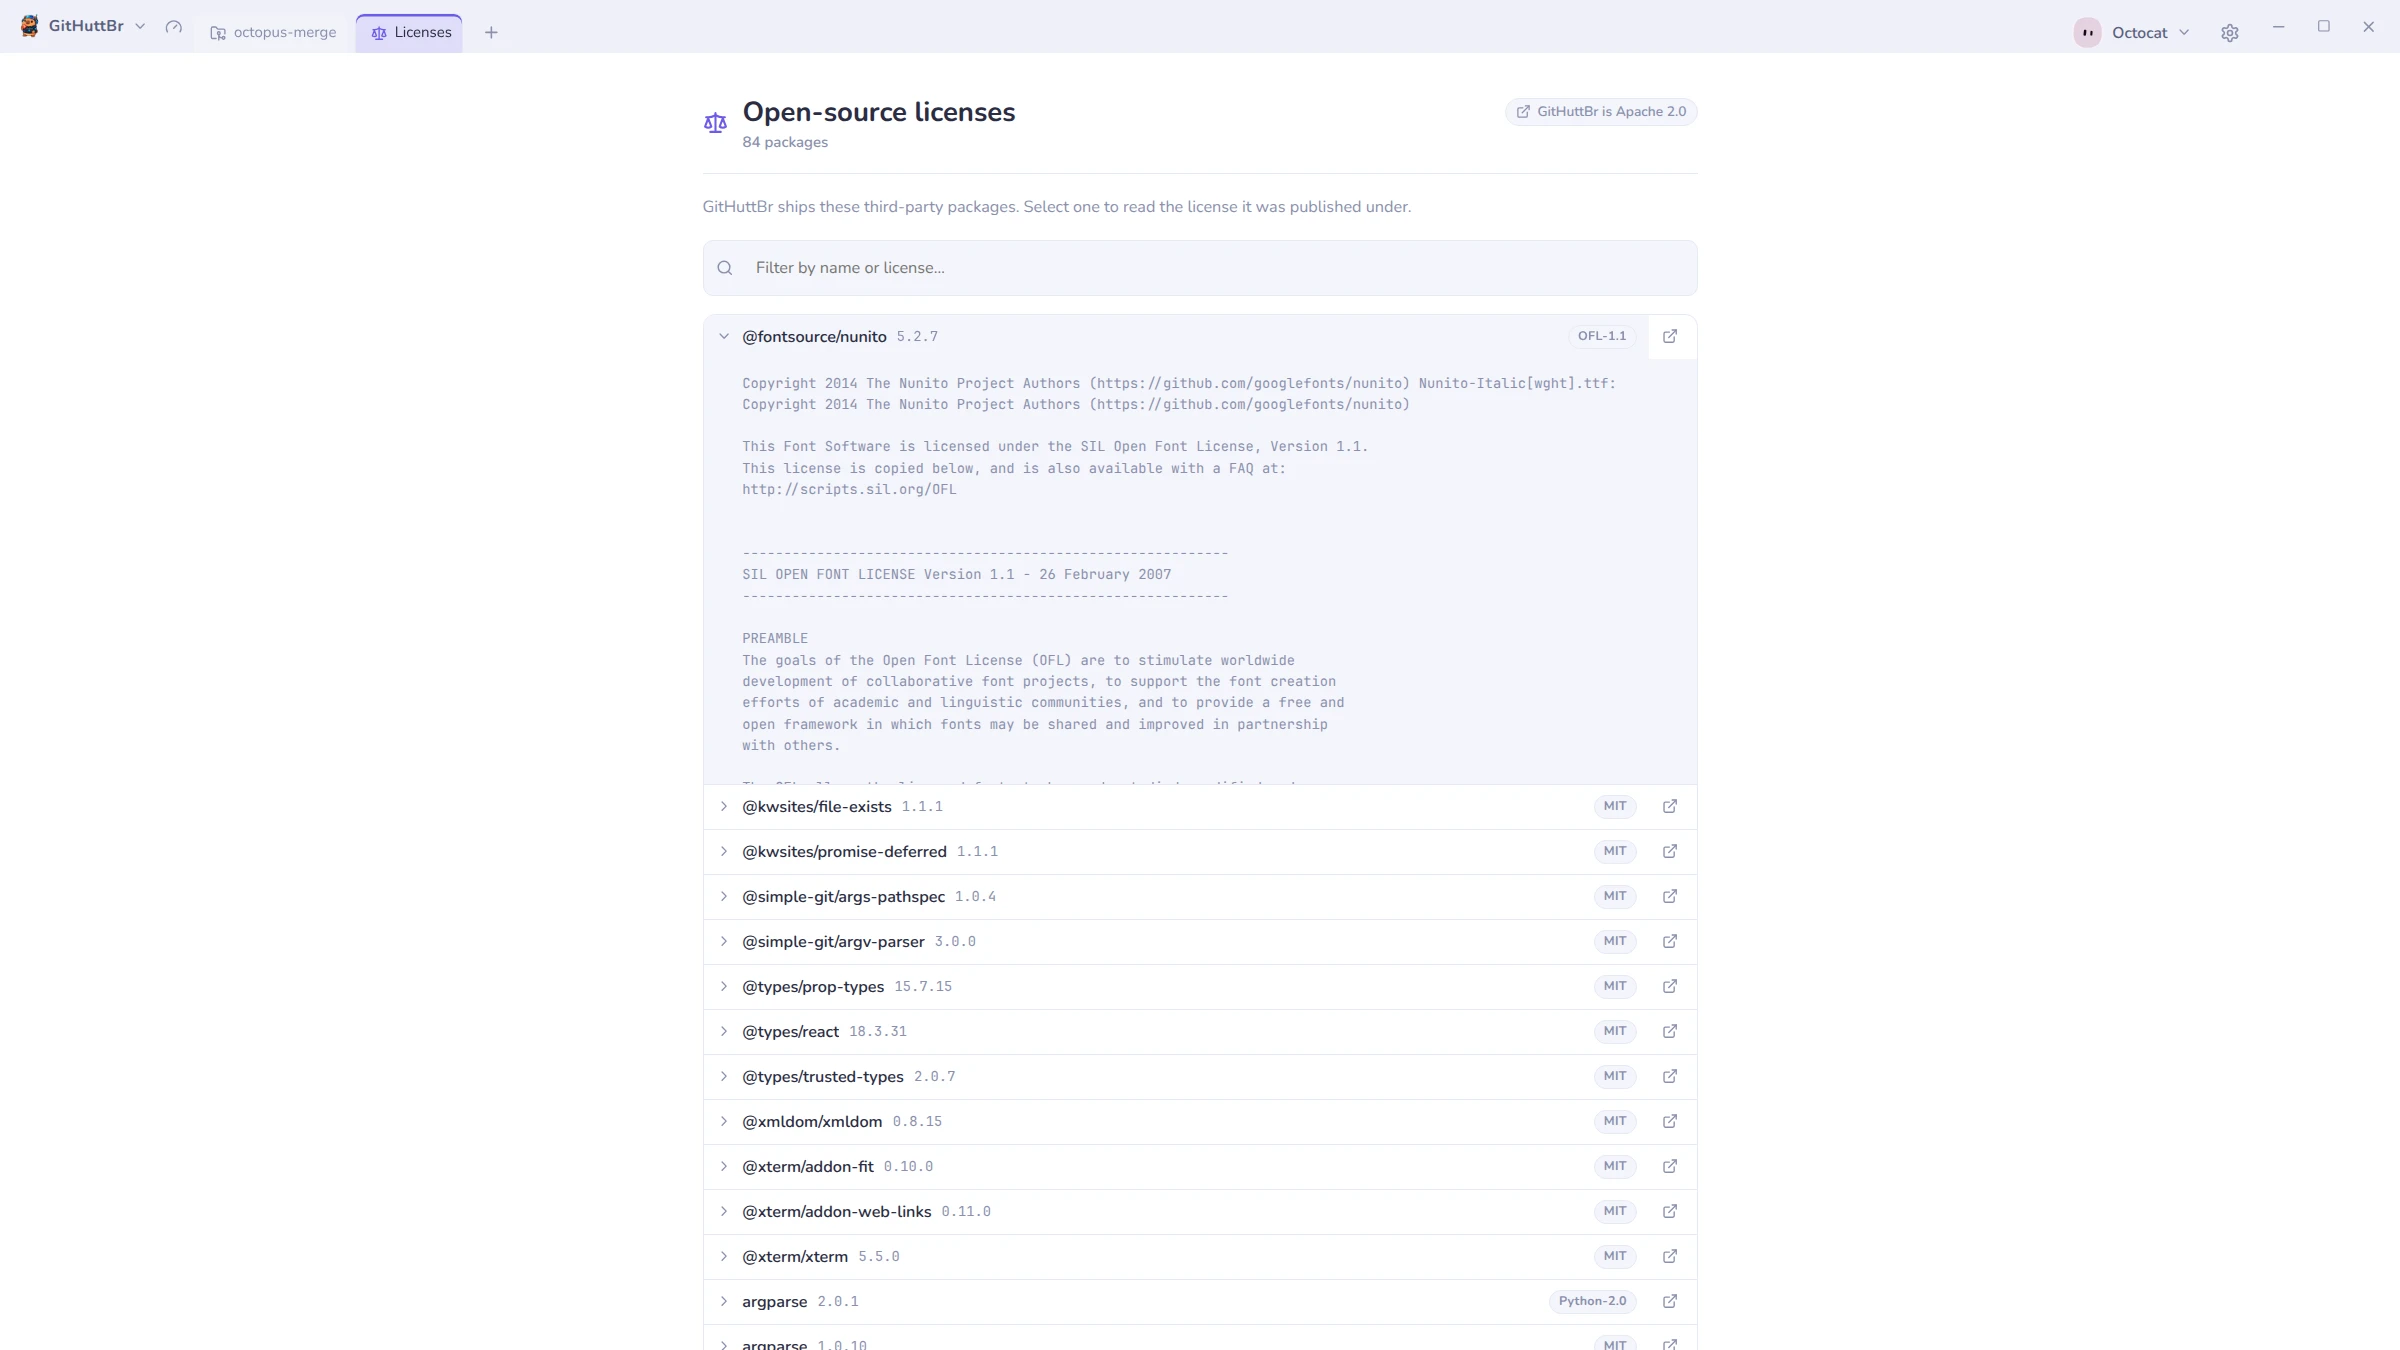 GitHuttBr
octopus-merge
Licenses
Octocat
Open-source licenses
84 packages
GitHuttBr is Apache 2.0
GitHuttBr ships these third-party packages. Select one to read the license it was published under.
Filter by name or license...
@fontsource/nunito 5.2.7 OFL-1.1
Copyright 2014 The Nunito Project Authors (https://github.com/googlefonts/nunito) Nunito-Italic[wght].ttf:
Copyright 2014 The Nunito Project Authors (https://github.com/googlefonts/nunito)
This Font Software is licensed under the SIL Open Font License, Version 1.1.
This license is copied below, and is also available with a FAQ at:
http://scripts.sil.org/OFL
-----------------------------------------------------------
SIL OPEN FONT LICENSE Version 1.1 - 26 February 2007
-----------------------------------------------------------
PREAMBLE
The goals of the Open Font License (OFL) are to stimulate worldwide
development of collaborative font projects, to support the font creation
efforts of academic and linguistic communities, and to provide a free and
open framework in which fonts may be shared and improved in partnership
with others.
@kwsites/file-exists 1.1.1 MIT
@kwsites/promise-deferred 1.1.1 MIT
@simple-git/args-pathspec 1.0.4 MIT
@simple-git/argv-parser 3.0.0 MIT
@types/prop-types 15.7.15 MIT
@types/react 18.3.31 MIT
@types/trusted-types 2.0.7 MIT
@xmldom/xmldom 0.8.15 MIT
@xterm/addon-fit 0.10.0 MIT
@xterm/addon-web-links 0.11.0 MIT
@xterm/xterm 5.5.0 MIT
argparse 2.0.1 Python-2.0
argparse 1.0.10 MIT